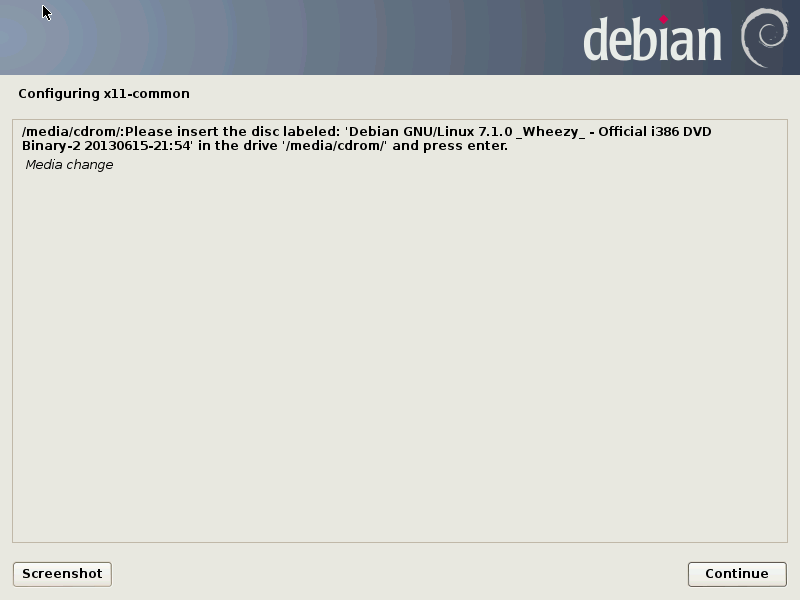 debian
Configuring x11-common
/media/cdrom/:Please insert the disc labeled: 'Debian GNU/Linux 7.1.0 _Wheezy_ - Official i386 DVD
Binary-2 20130615-21:54' in the drive '/media/cdrom/' and press enter.
Media change
Screenshot
Continue